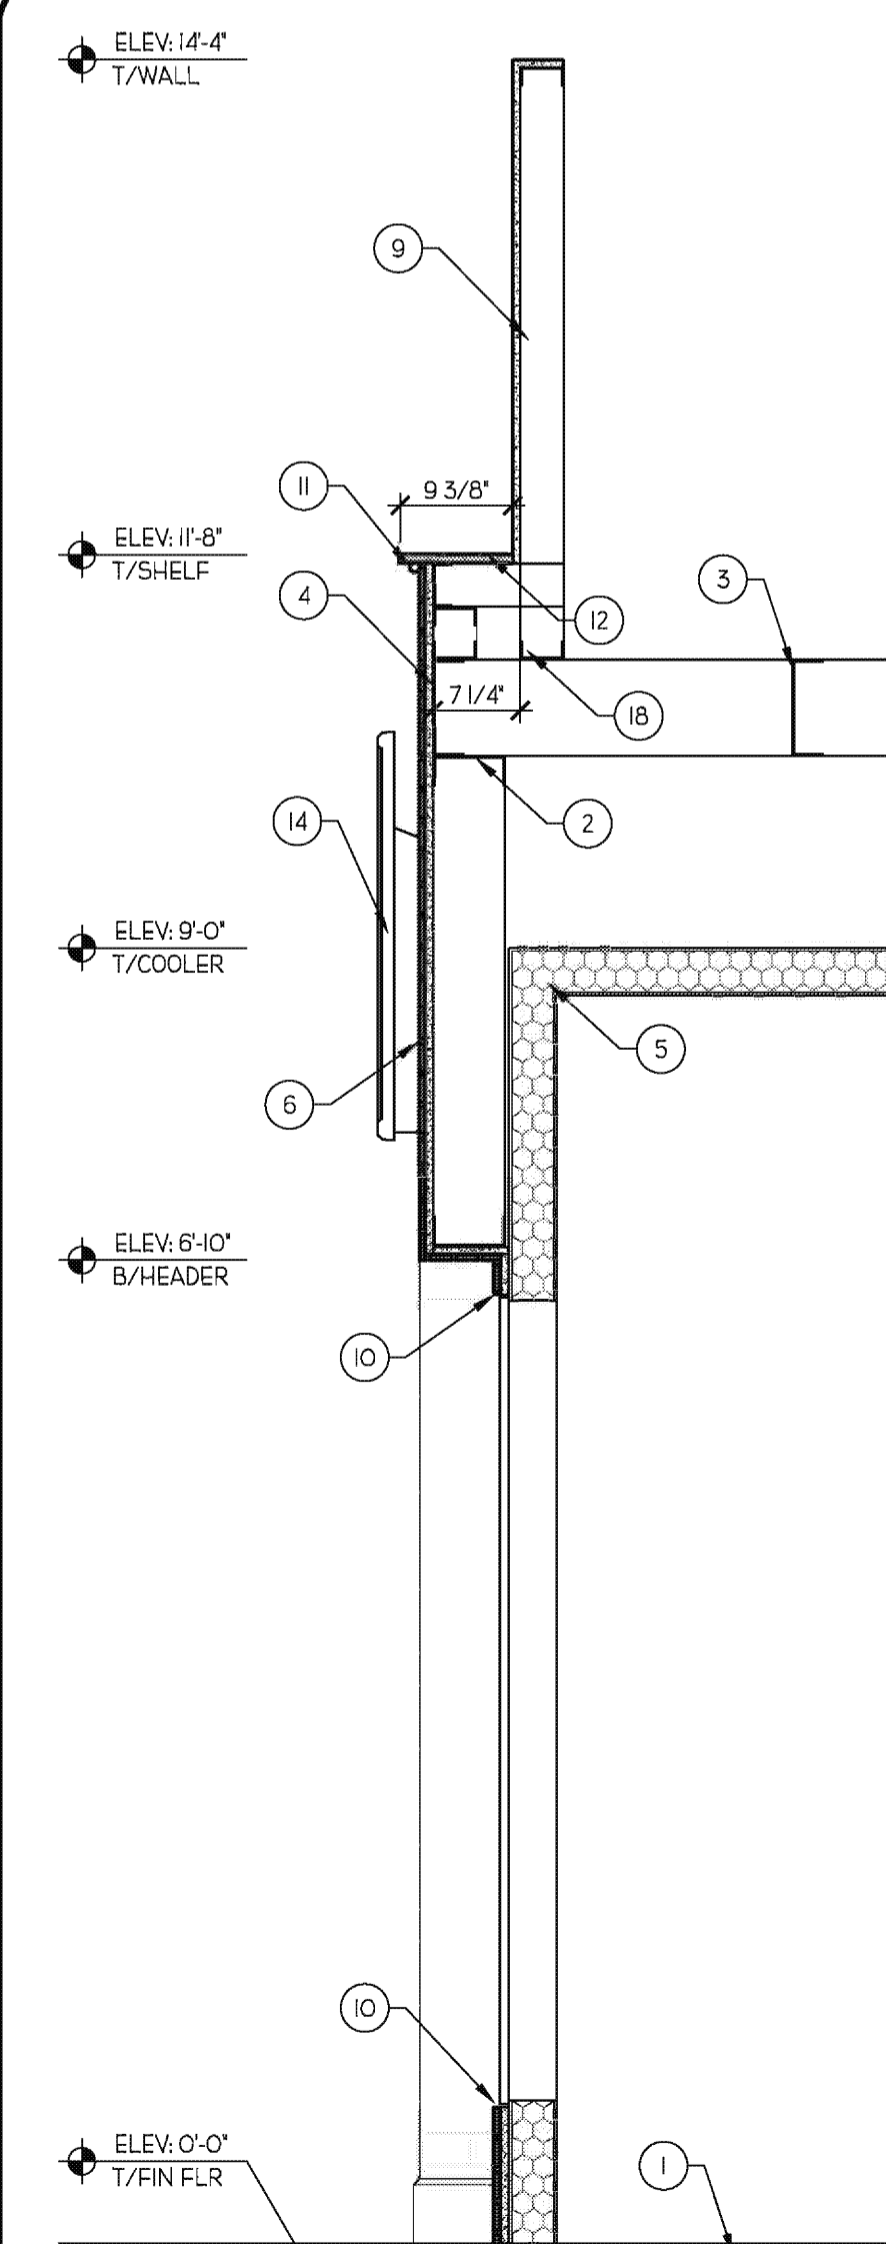 ELEV: 14'-4"
T/WALL
9
11
9 3/8"
ELEV: 11'-8"
T/SHELF
3
4
12
7 1/4"
18
14
2
ELEV: 9'-0"
T/COOLER
5
6
ELEV: 6'-10"
B/HEADER
10
10
ELEV: 0'-0"
T/FIN FLR
1